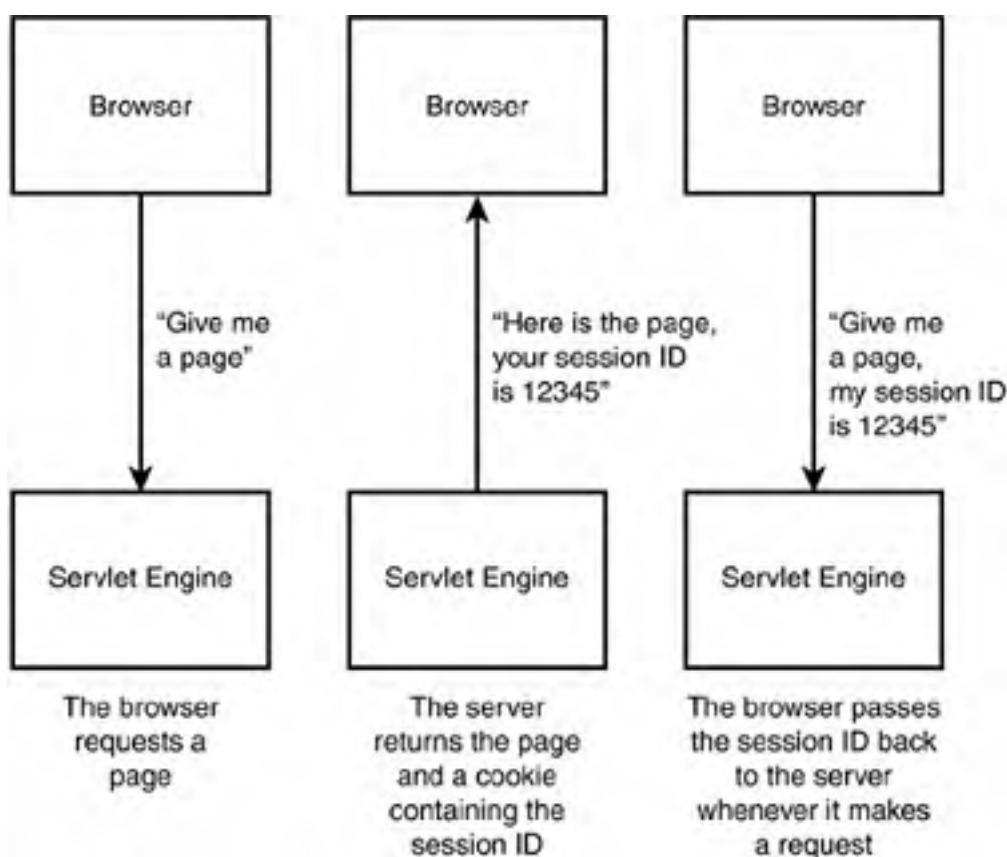 Browser
Browser
Browser
“Give me
a page”
“Here is the page,
your session ID
is 12345”
“Give me
a page,
my session ID
is 12345”
Servlet Engine
Servlet Engine
Servlet Engine
The browser
requests a
page
The server
returns the page
and a cookie
containing the
session ID
The browser passes
the session ID back
to the server
whenever it makes
a request